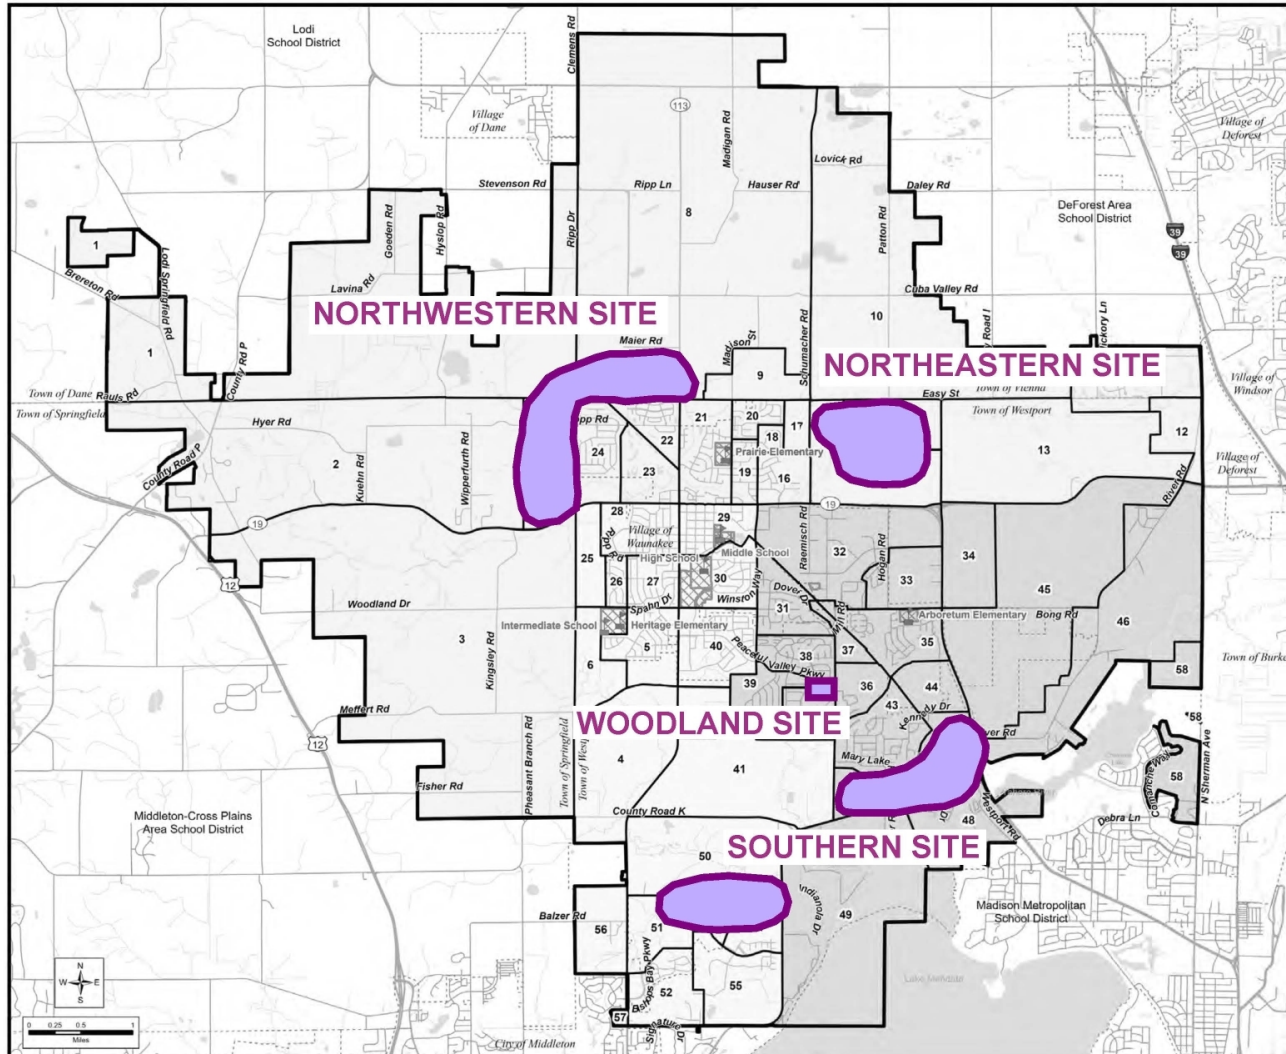 Lodi
School District
Clemens Rd
Village
of Dane
113
Madigan Rd
Lovick Rd
Village of
Deforest
Stevenson Rd
Ripp Ln
Hauser Rd
Daley Rd
8
DeForest Area
School District
Goeden Rd
Hyslop Rd
Ripp Dr
Patton Rd
39
39
1
Lodi Springfield Rd
Brereton Rd
Lavina Rd
Cuba Valley Rd
NORTHWESTERN SITE
10
Maier Rd
Madison St
Schumacher Rd
1
County Rd P
NORTHEASTERN SITE
9
Town of Dane
Rauls Rd
Town of Springfield
Easy St
Town of Vienna
Town of Westport
Village of
Windsor
Hyer Rd
21
20
22
18
17
12
13
24
Prairie Elementary
2
County Road P
Kuehn Rd
Wipperfurth Rd
23
19
16
Village of
Deforest
River Rd
19
19
28
29
Village of
Waunakee
Ripp Rd
Raemisch Rd
Middle School
High School
32
Hogan Rd
34
25
26
27
30
33
45
12
Winston Way
Dover Dr
Woodland Dr
Spahn Dr
31
Mill Rd
Arboretum Elementary
Bong Rd
46
Intermediate School
Heritage Elementary
3
Kingsley Rd
6
5
40
Peaceful Valley Pkwy
38
37
35
Town of Burke
58
39
36
44
43
Kennedy Dr
Meffert Rd
WOODLAND SITE
*58
12
Pheasant Branch Rd
Town of Springfield
4
41
Mary Lake
58
Comanche Way
N Sherman Ave
Fisher Rd
County Road K
Westport Rd
48
Debra Ln
Middleton-Cross Plains
Area School District
SOUTHERN SITE
50
Indianola Dr
49
Madison Metropolitan
School District
Balzer Rd
56
51
Bishops Bay Pkwy
52
55
Lake Mendota
57
Signature Dr
City of Middleton
N
W
E
S
0 0.25 0.5 1
Miles